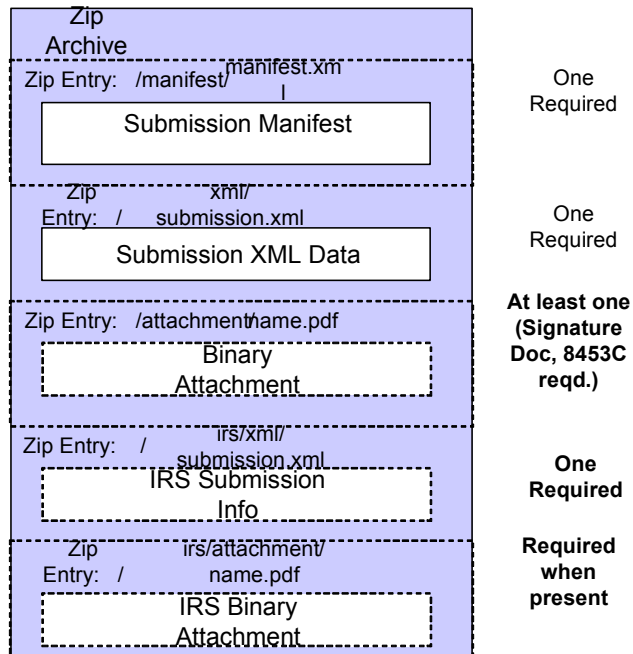 Zip
Archive
Zip Entry: /manifest/ manifest.xm
l
Submission Manifest
One
Required
Zip xml/
Entry: / submission.xml
Submission XML Data
One
Required
Zip Entry: /attachment/name.pdf
Binary
Attachment
At least one
(Signature
Doc, 8453C
reqd.)
Zip Entry: / irs/xml/
submission.xml
IRS Submission
Info
One
Required
Zip irs/attachment/
Entry: / name.pdf
IRS Binary
Attachment
Required
when
present